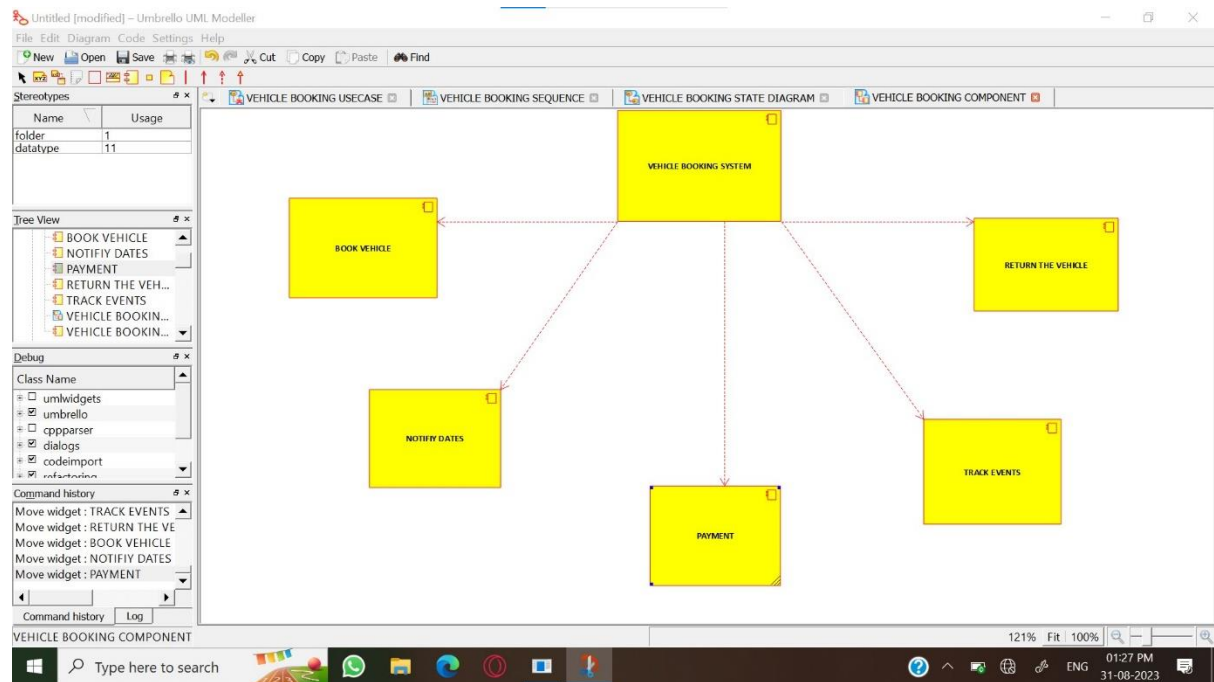 Untitled [modified] – Umbrello UML Modeller
File Edit Diagram Code Settings Help
New Open Save Cut Copy Paste Find
Stereotypes
VEHICLE BOOKING USECASE VEHICLE BOOKING SEQUENCE VEHICLE BOOKING STATE DIAGRAM VEHICLE BOOKING COMPONENT
Name Usage
folder 1
datatype 11
Tree View
BOOK VEHICLE
NOTIFIY DATES
PAYMENT
RETURN THE VEH...
TRACK EVENTS
VEHICLE BOOKIN...
VEHICLE BOOKIN...
Debug
Class Name
umlwidgets
umbrello
cppparser
dialogs
codeimport
refactoring
Command history
Move widget : TRACK EVENTS
Move widget : RETURN THE VE
Move widget : BOOK VEHICLE
Move widget : NOTIFIY DATES
Move widget : PAYMENT
Command history Log
VEHICLE BOOKING SYSTEM
BOOK VEHICLE
RETURN THE VEHICLE
NOTIFIY DATES
TRACK EVENTS
PAYMENT
VEHICLE BOOKING COMPONENT
121% Fit 100%
Type here to search
ENG
01:27 PM
31-08-2023